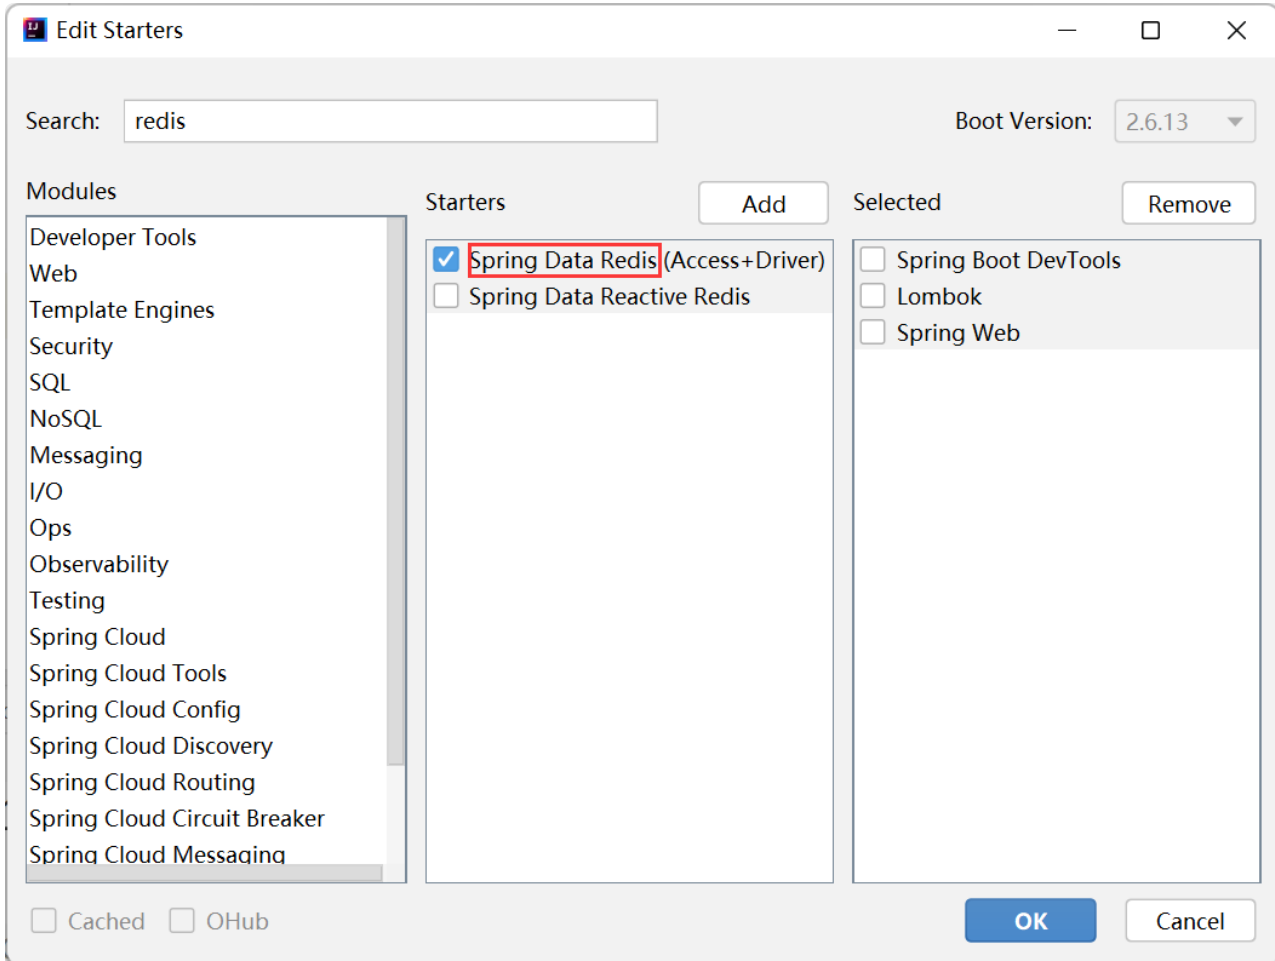 Edit Starters
Search: redis Boot Version: 2.6.13
Modules
Developer Tools
Web
Template Engines
Security
SQL
NoSQL
Messaging
I/O
Ops
Observability
Testing
Spring Cloud
Spring Cloud Tools
Spring Cloud Config
Spring Cloud Discovery
Spring Cloud Routing
Spring Cloud Circuit Breaker
Spring Cloud Messaging
Starters Add
Spring Data Redis (Access+Driver)
Spring Data Reactive Redis
Selected Remove
Spring Boot DevTools
Lombok
Spring Web
Cached OHub
OK Cancel